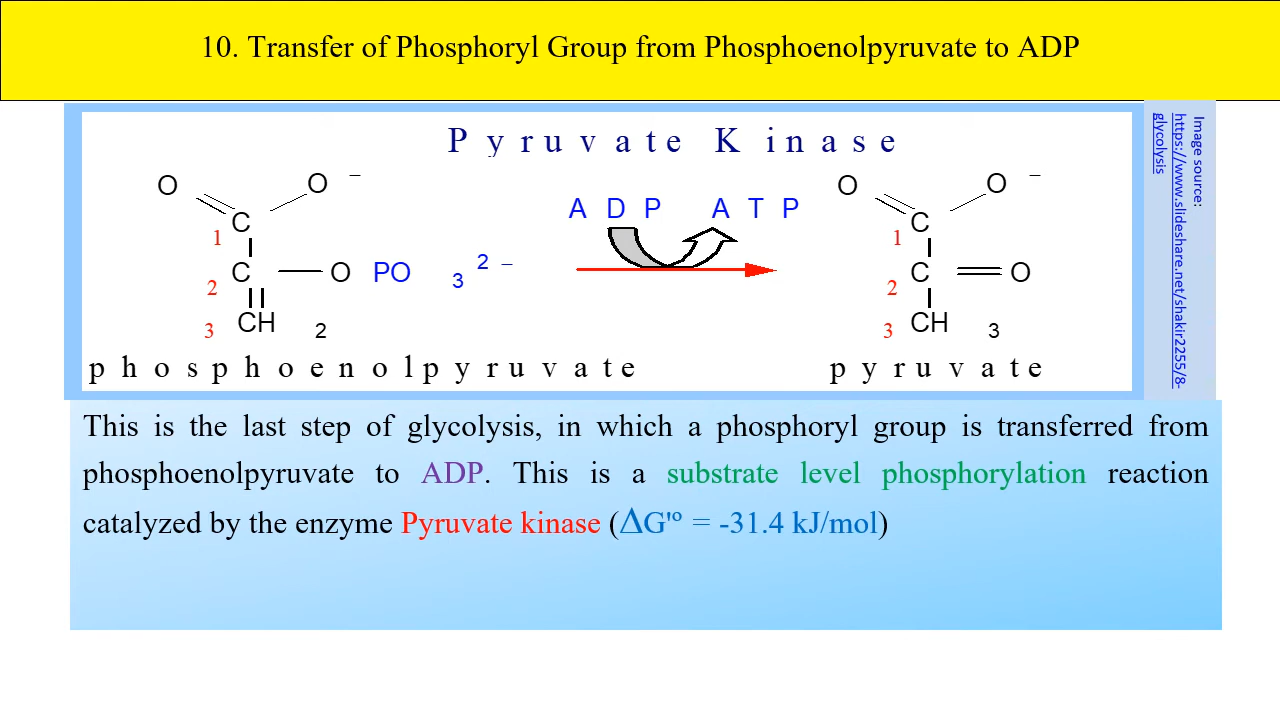 10. Transfer of Phosphoryl Group from Phosphoenolpyruvate to ADP
Pyruvate Kinase
O O −
C
1
C O PO3 2−
2
CH2
3
phosphoenolpyruvate
ADP ATP
O O −
C
1
C O
2
CH3
3
pyruvate
Image source:
https://www.slideshare.net/shakir2255/8-
glycolysis
This is the last step of glycolysis, in which a phosphoryl group is transferred from
phosphoenolpyruvate to ADP. This is a substrate level phosphorylation reaction
catalyzed by the enzyme Pyruvate kinase (ΔG'º = -31.4 kJ/mol)